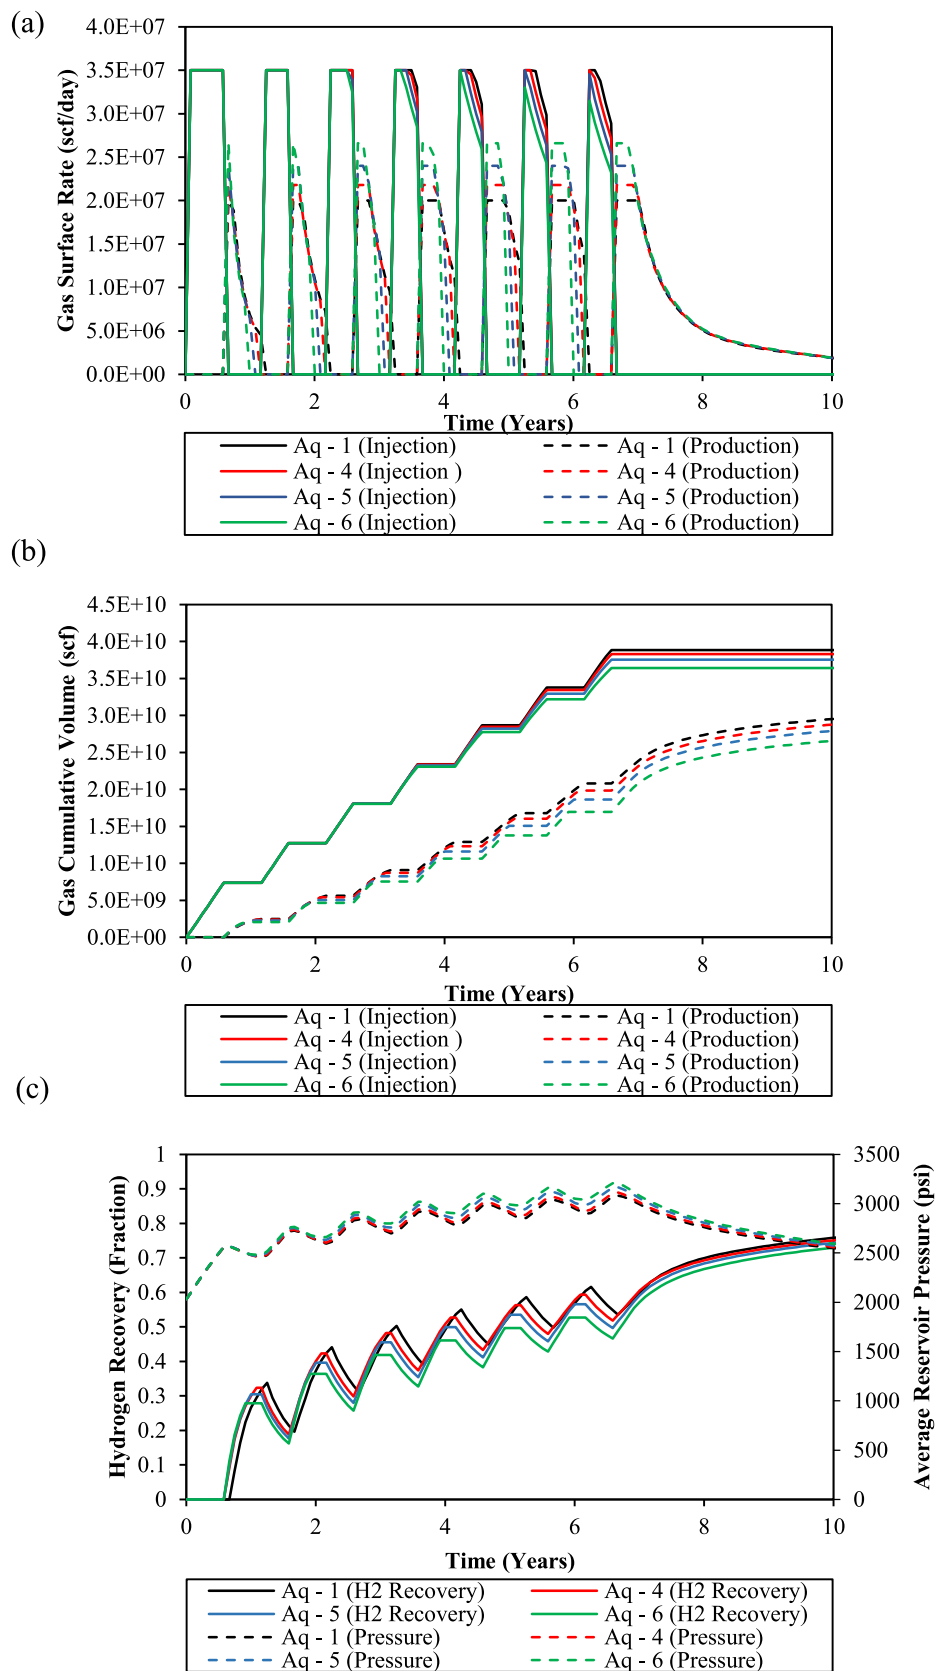 (a)
Gas Surface Rate (scf/day)
4.0E+07
3.5E+07
3.0E+07
2.5E+07
2.0E+07
1.5E+07
1.0E+07
5.0E+06
0.0E+00
0 2 4 6 8 10
Time (Years)
Aq - 1 (Injection) Aq - 1 (Production)
Aq - 4 (Injection ) Aq - 4 (Production)
Aq - 5 (Injection) Aq - 5 (Production)
Aq - 6 (Injection) Aq - 6 (Production)
(b)
Gas Cumulative Volume (scf)
4.5E+10
4.0E+10
3.5E+10
3.0E+10
2.5E+10
2.0E+10
1.5E+10
1.0E+10
5.0E+09
0.0E+00
0 2 4 6 8 10
Time (Years)
Aq - 1 (Injection) Aq - 1 (Production)
Aq - 4 (Injection ) Aq - 4 (Production)
Aq - 5 (Injection) Aq - 5 (Production)
Aq - 6 (Injection) Aq - 6 (Production)
(c)
Hydrogen Recovery (Fraction)
1 3500
0.9
0.8 3000
0.7 2500
0.6 2000
0.5
0.4 1500
0.3 1000
0.2
0.1 500
0 0
Average Reservoir Pressure (psi)
0 2 4 6 8 10
Time (Years)
Aq - 1 (H2 Recovery) Aq - 4 (H2 Recovery)
Aq - 5 (H2 Recovery) Aq - 6 (H2 Recovery)
Aq - 1 (Pressure) Aq - 4 (Pressure)
Aq - 5 (Pressure) Aq - 6 (Pressure)